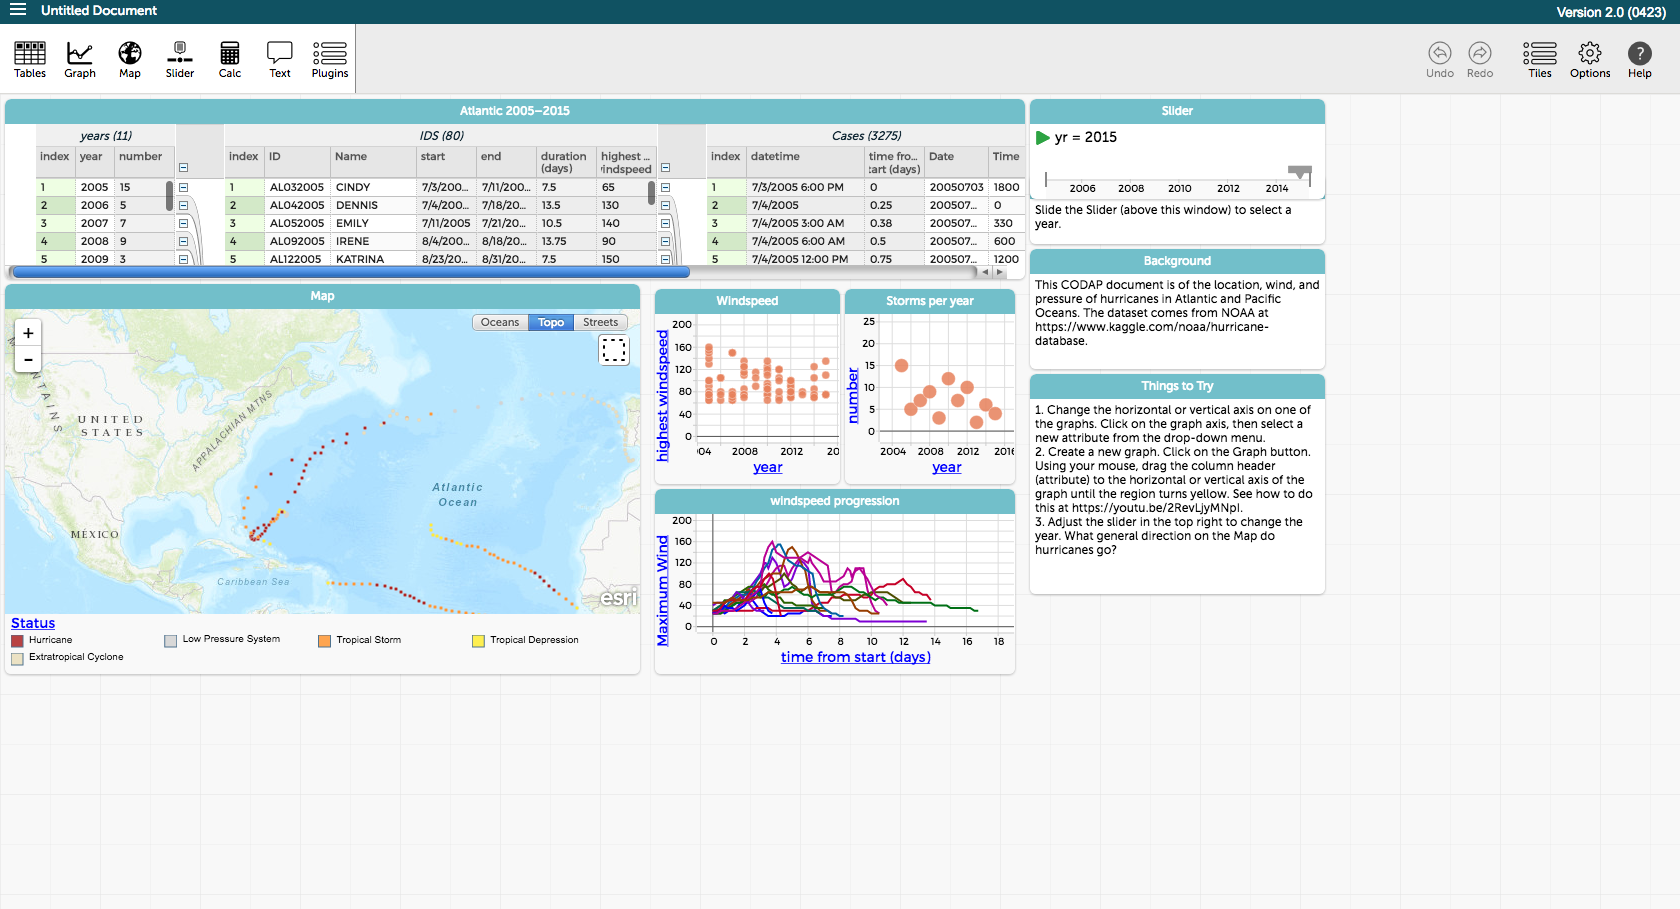 Untitled Document
Version 2.0 (0423)
Tables Graph Map Slider Calc Text Plugins
Undo Redo Tiles Options Help
Atlantic 2005–2015
years (11) IDS (80) Cases (3275)
index year number index ID Name start end duration (days) highest ... index datetime time fro... Date Time
1 2005 15 1 AL032005 CINDY 7/3/200... 7/11/200... 7.5 65 1 7/3/2005 6:00 PM 0 20050703 1800
2 2006 5 2 AL042005 DENNIS 7/4/200... 7/18/20... 13.5 130 2 7/4/2005 0.25 200507... 0
3 2007 7 3 AL052005 EMILY 7/11/2005 7/21/20... 10.5 140 3 7/4/2005 3:00 AM 0.38 200507... 330
4 2008 9 4 AL092005 IRENE 8/4/200... 8/18/20... 13.75 90 4 7/4/2005 6:00 AM 0.5 200507... 600
5 2009 3 5 AL122005 KATRINA 8/23/20... 8/31/20... 7.5 150 5 7/4/2005 12:00 PM 0.75 200507... 1200
Slider
yr = 2015
2006 2008 2010 2012 2014
Slide the Slider (above this window) to select a
year.
Background
This CODAP document is of the location, wind, and
pressure of hurricanes in Atlantic and Pacific
Oceans. The dataset comes from NOAA at
https://www.kaggle.com/noaa/hurricane-
database.
Things to Try
1. Change the horizontal or vertical axis on one of
the graphs. Click on the graph axis, then select a
new attribute from the drop-down menu.
2. Create a new graph. Click on the Graph button.
Using your mouse, drag the column header
(attribute) to the horizontal or vertical axis of the
graph until the region turns yellow. See how to do
this at https://youtu.be/2RevLjyMNpI.
3. Adjust the slider in the top right to change the
year. What general direction on the Map do
hurricanes go?
Map
+
−
Oceans Topo Streets
UNITED
STATES
APPALACHIAN MTNS
Atlantic
Ocean
MÉXICO
Caribbean Sea
esri
Status
Hurricane Low Pressure System Tropical Storm Tropical Depression
Extratropical Cyclone
Windspeed
highest windspeed
200
160
120
80
40
0
2008 2012
year
Storms per year
number
25
20
15
10
5
0
2004 2008 2012 2016
year
windspeed progression
Maximum Wind
200
160
120
80
40
0
0 2 4 6 8 10 12 14 16 18
time from start (days)